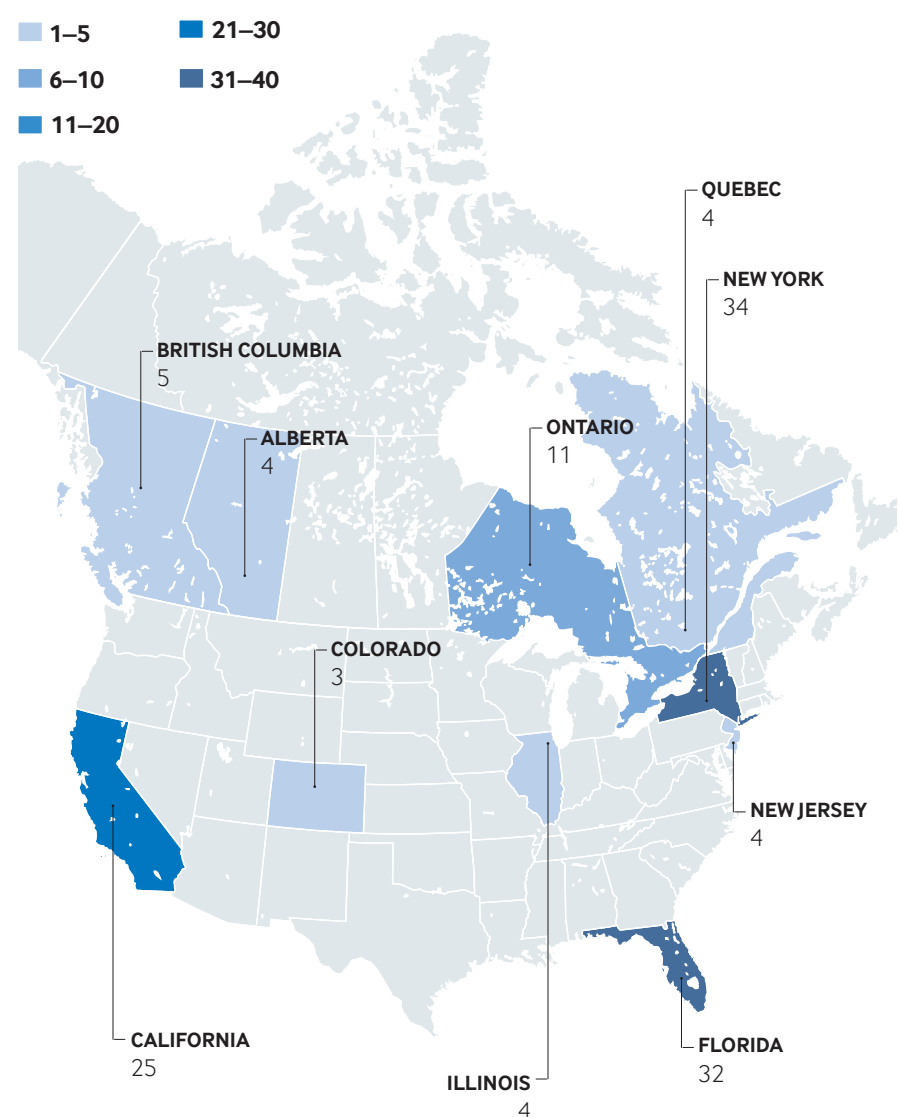 1–5
6–10
11–20
21–30
31–40
QUEBEC
4
NEW YORK
34
BRITISH COLUMBIA
5
ALBERTA
4
ONTARIO
11
COLORADO
3
NEW JERSEY
4
CALIFORNIA
25
FLORIDA
32
ILLINOIS
4